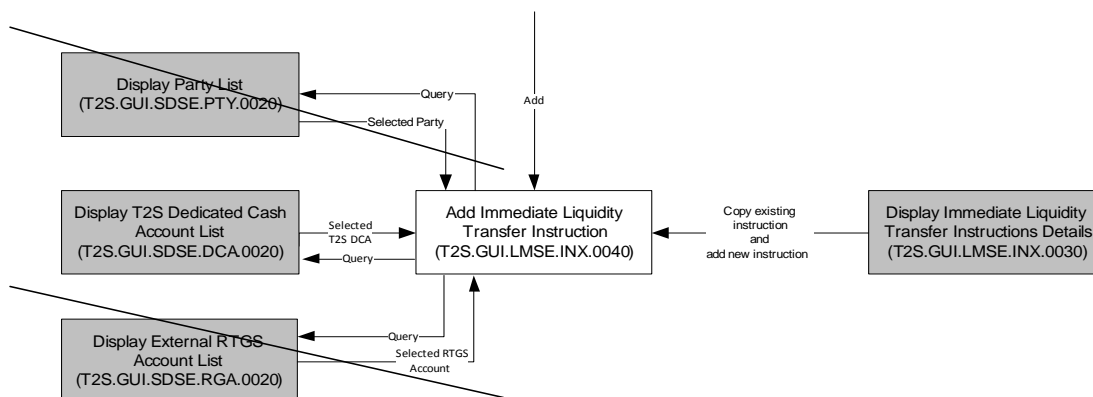 Display Party List
(T2S.GUI.SDSE.PTY.0020)
Query
Selected Party
Add
Display T2S Dedicated Cash
Account List
(T2S.GUI.SDSE.DCA.0020)
Selected
T2S DCA
Query
Add Immediate Liquidity
Transfer Instruction
(T2S.GUI.LMSE.INX.0040)
Copy existing
instruction
and
add new instruction
Display Immediate Liquidity
Transfer Instructions Details
(T2S.GUI.LMSE.INX.0030)
Display External RTGS
Account List
(T2S.GUI.SDSE.RGA.0020)
Query
Selected RTGS
Account